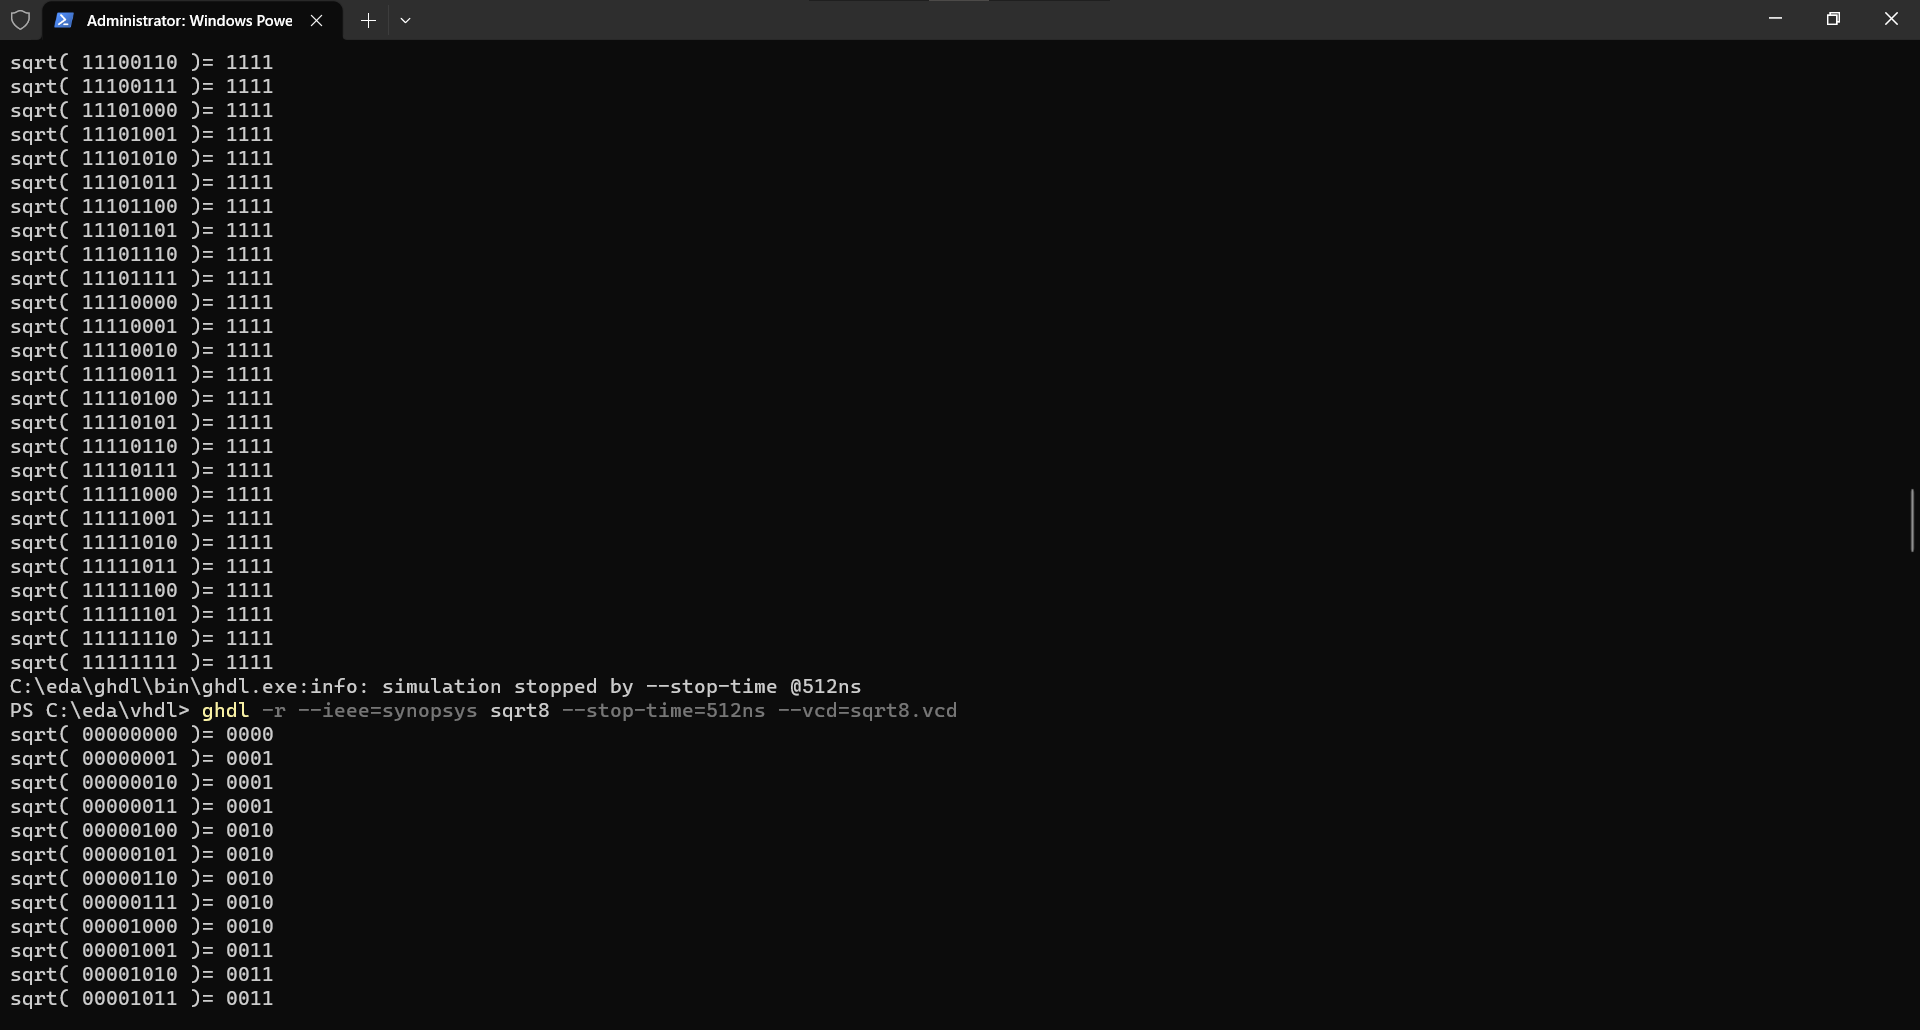 Administrator: Windows Powe
sqrt( 11100110 )= 1111
sqrt( 11100111 )= 1111
sqrt( 11101000 )= 1111
sqrt( 11101001 )= 1111
sqrt( 11101010 )= 1111
sqrt( 11101011 )= 1111
sqrt( 11101100 )= 1111
sqrt( 11101101 )= 1111
sqrt( 11101110 )= 1111
sqrt( 11101111 )= 1111
sqrt( 11110000 )= 1111
sqrt( 11110001 )= 1111
sqrt( 11110010 )= 1111
sqrt( 11110011 )= 1111
sqrt( 11110100 )= 1111
sqrt( 11110101 )= 1111
sqrt( 11110110 )= 1111
sqrt( 11110111 )= 1111
sqrt( 11111000 )= 1111
sqrt( 11111001 )= 1111
sqrt( 11111010 )= 1111
sqrt( 11111011 )= 1111
sqrt( 11111100 )= 1111
sqrt( 11111101 )= 1111
sqrt( 11111110 )= 1111
sqrt( 11111111 )= 1111
C:\eda\ghdl\bin\ghdl.exe:info: simulation stopped by --stop-time @512ns
PS C:\eda\vhdl> ghdl -r --ieee=synopsys sqrt8 --stop-time=512ns --vcd=sqrt8.vcd
sqrt( 00000000 )= 0000
sqrt( 00000001 )= 0001
sqrt( 00000010 )= 0001
sqrt( 00000011 )= 0001
sqrt( 00000100 )= 0010
sqrt( 00000101 )= 0010
sqrt( 00000110 )= 0010
sqrt( 00000111 )= 0010
sqrt( 00001000 )= 0010
sqrt( 00001001 )= 0011
sqrt( 00001010 )= 0011
sqrt( 00001011 )= 0011